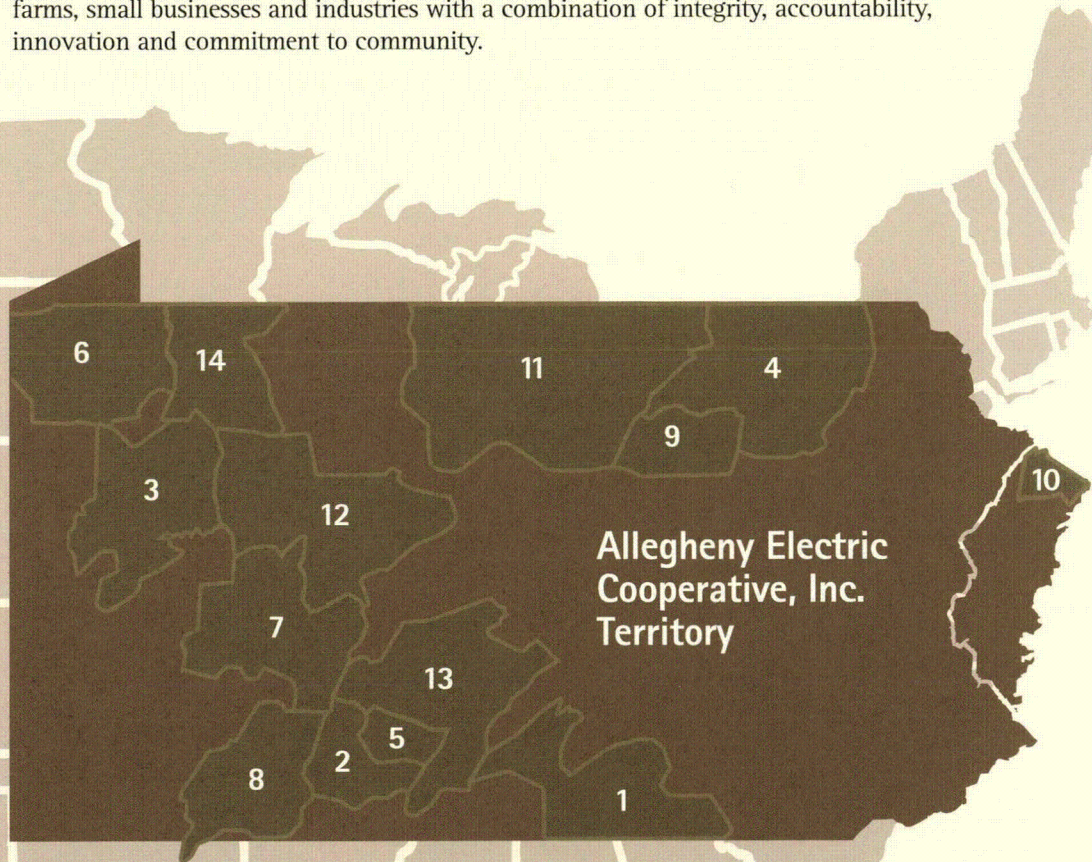 farms, small businesses and industries with a combination of integrity, accountability,
innovation and commitment to community.
6
14
11
4
9
10
3
12
Allegheny Electric
Cooperative, Inc.
Territory
7
13
5
2
8
1